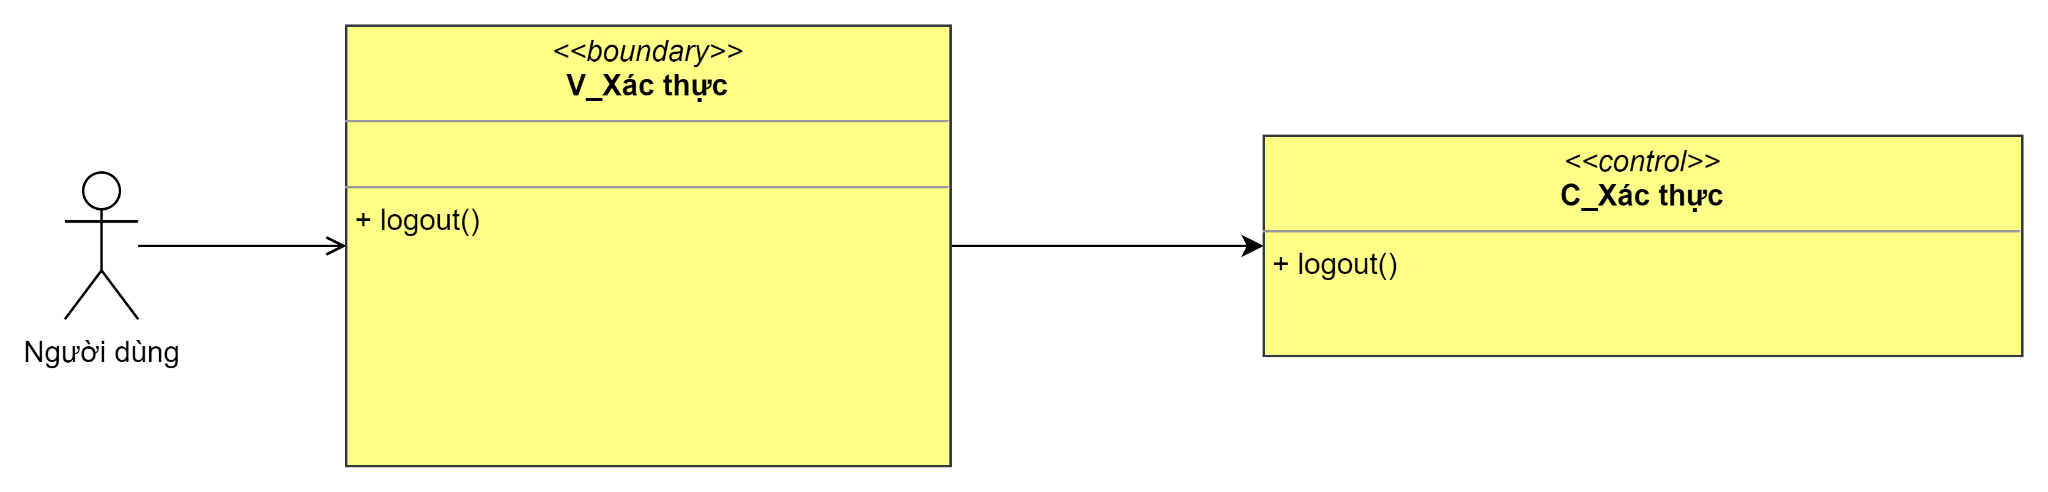 <<boundary>>
V_Xác thực
+ logout()
<<control>>
C_Xác thực
+ logout()
Người dùng